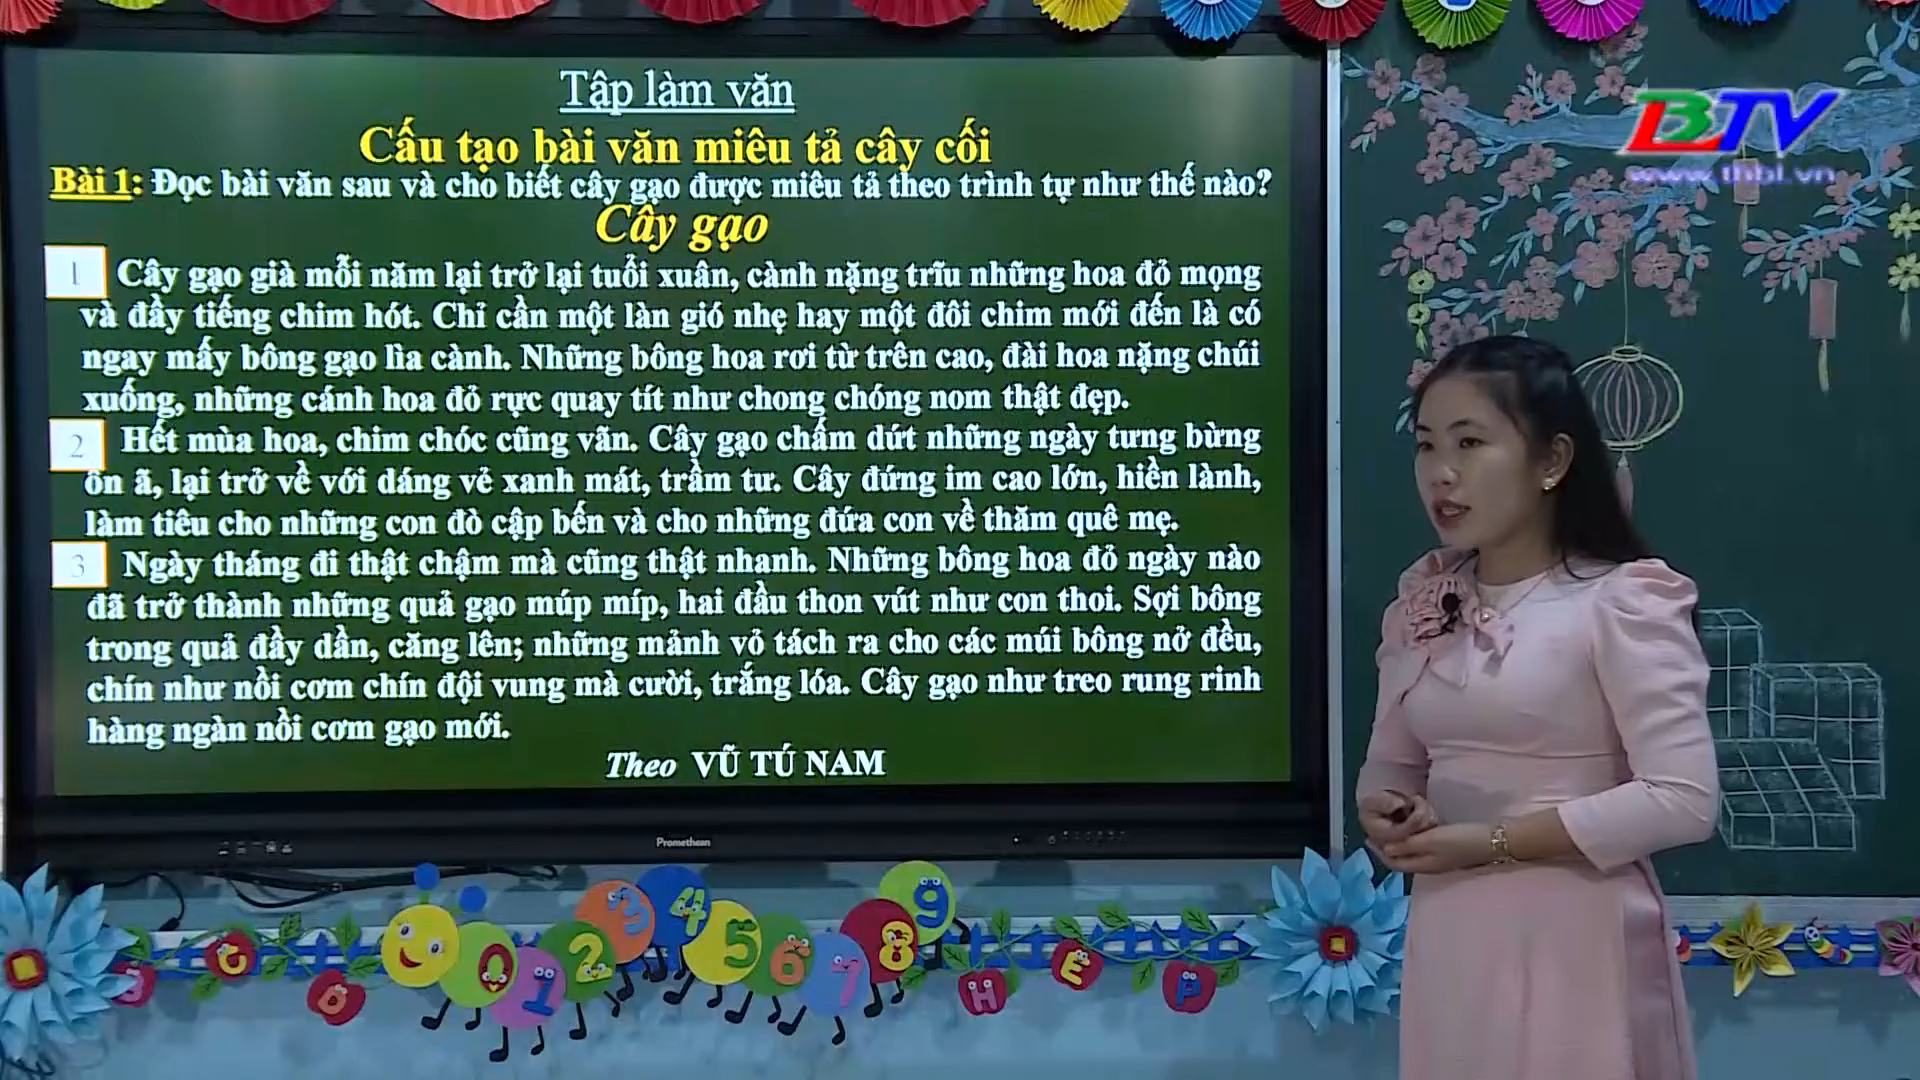 Tập làm văn
Cấu tạo bài văn miêu tả cây cối
Bài 1: Đọc bài văn sau và cho biết cây gạo được miêu tả theo trình tự như thế nào?
Cây gạo
1 Cây gạo già mỗi năm lại trở lại tuổi xuân, cành nặng trĩu những hoa đỏ mọng
và đầy tiếng chim hót. Chỉ cần một làn gió nhẹ hay một đôi chim mới đến là có
ngay mấy bông gạo lìa cành. Những bông hoa rơi từ trên cao, đài hoa nặng chúi
xuống, những cánh hoa đỏ rực quay tít như chong chóng nom thật đẹp.
2 Hết mùa hoa, chim chóc cũng vãn. Cây gạo chấm dứt những ngày tưng bừng
ồn ã, lại trở về với dáng vẻ xanh mát, trầm tư. Cây đứng im cao lớn, hiền lành,
làm tiêu cho những con đò cập bến và cho những đứa con về thăm quê mẹ.
3 Ngày tháng đi thật chậm mà cũng thật nhanh. Những bông hoa đỏ ngày nào
đã trở thành những quả gạo múp míp, hai đầu thon vút như con thoi. Sợi bông
trong quả đầy dần, căng lên; những mảnh vỏ tách ra cho các múi bông nở đều,
chín như nồi cơm chín đội vung mà cười, trắng lóa. Cây gạo như treo rung rinh
hàng ngàn nồi cơm gạo mới.
Theo VŨ TÚ NAM
BTV
www.thbl.vn
Promethean
0 1 2 3 4 5 6 7 8 9
C D H E P